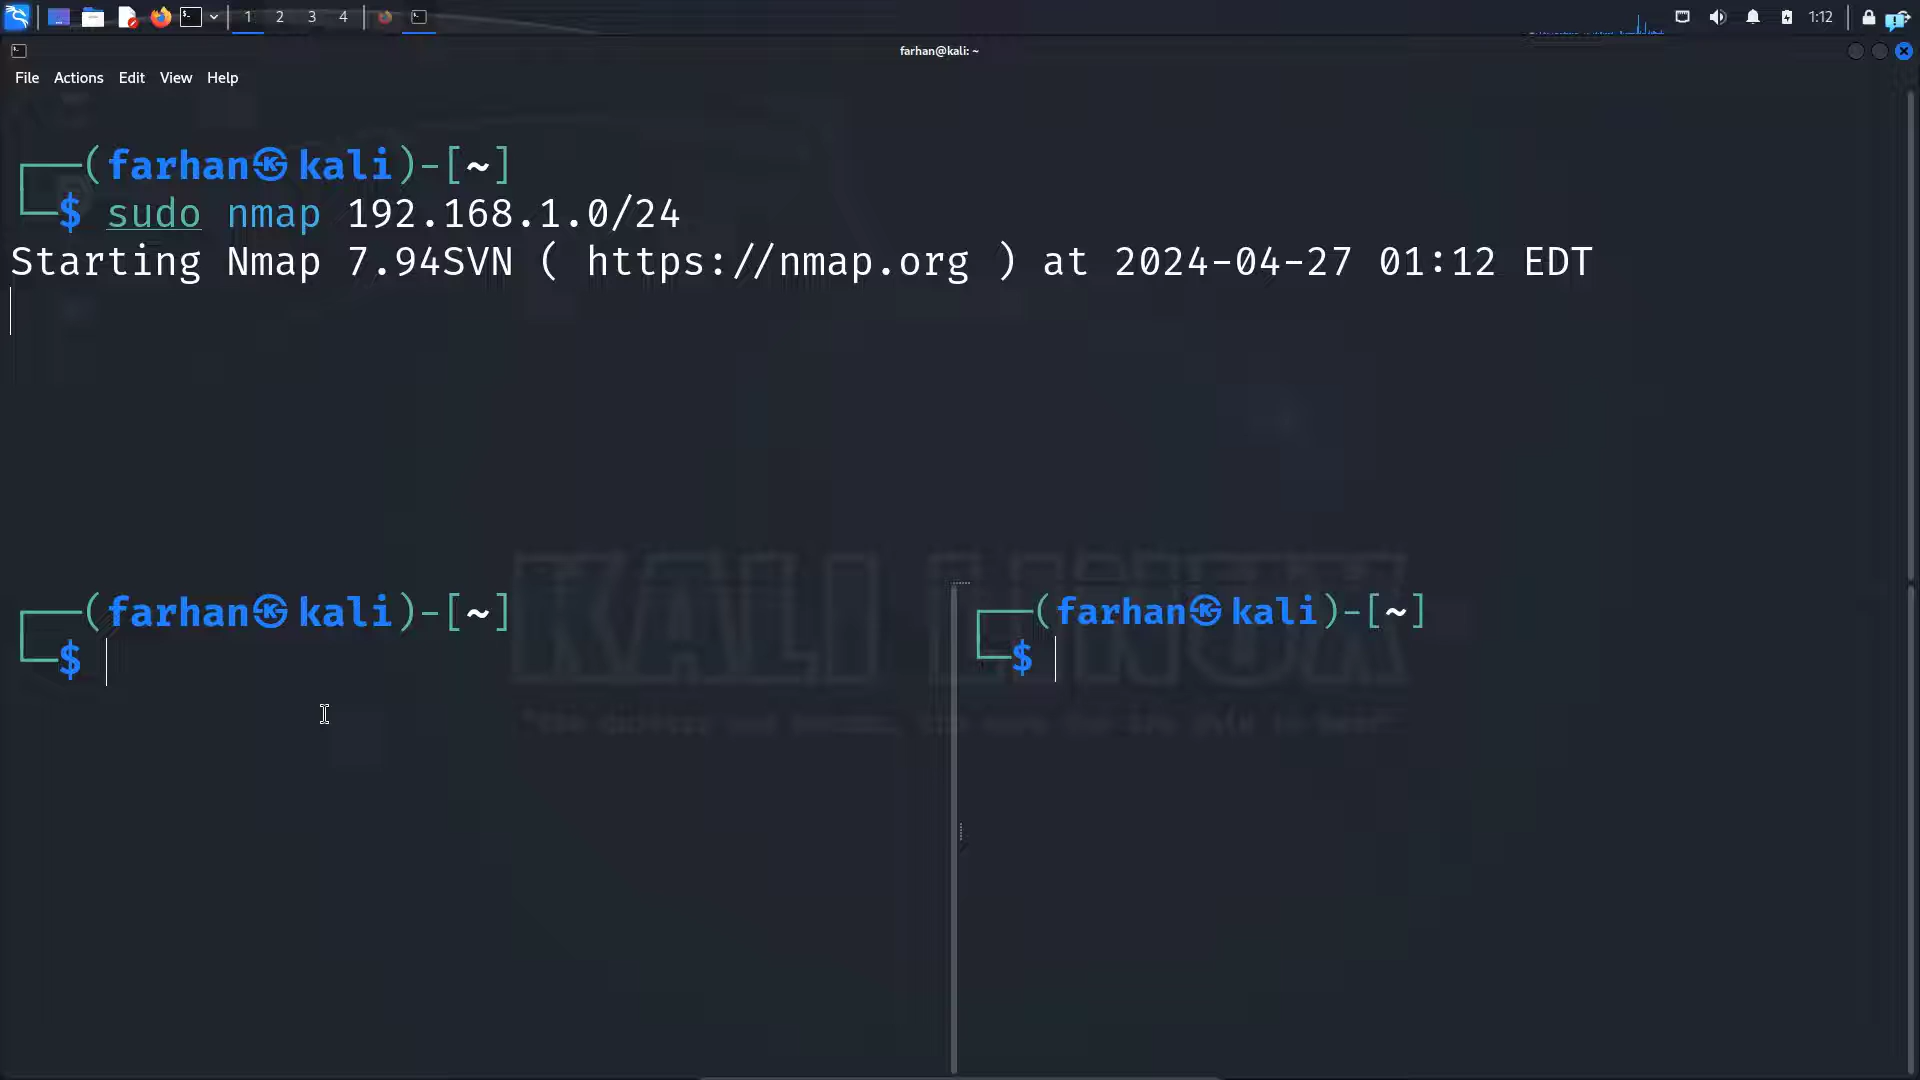 1 2 3 4
1:12
farhan@kali: ~
File Actions Edit View Help
(farhan㉿kali)-[~]
$ sudo nmap 192.168.1.0/24
Starting Nmap 7.94SVN ( https://nmap.org ) at 2024-04-27 01:12 EDT
KALI LINUX
(farhan㉿kali)-[~]
$
(farhan㉿kali)-[~]
$